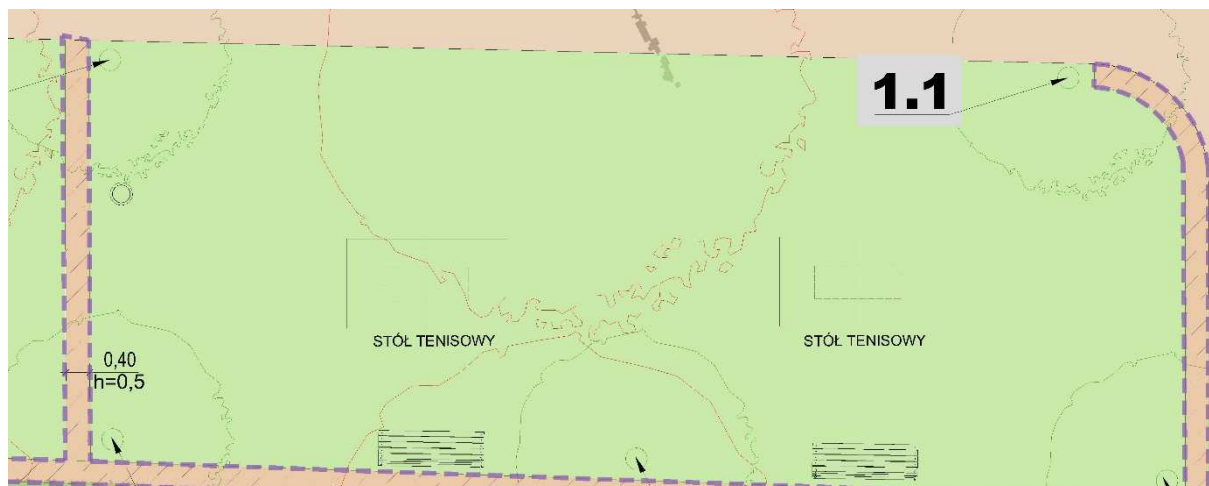 1.1
STÓŁ TENISOWY
STÓŁ TENISOWY
0,40
h=0,5